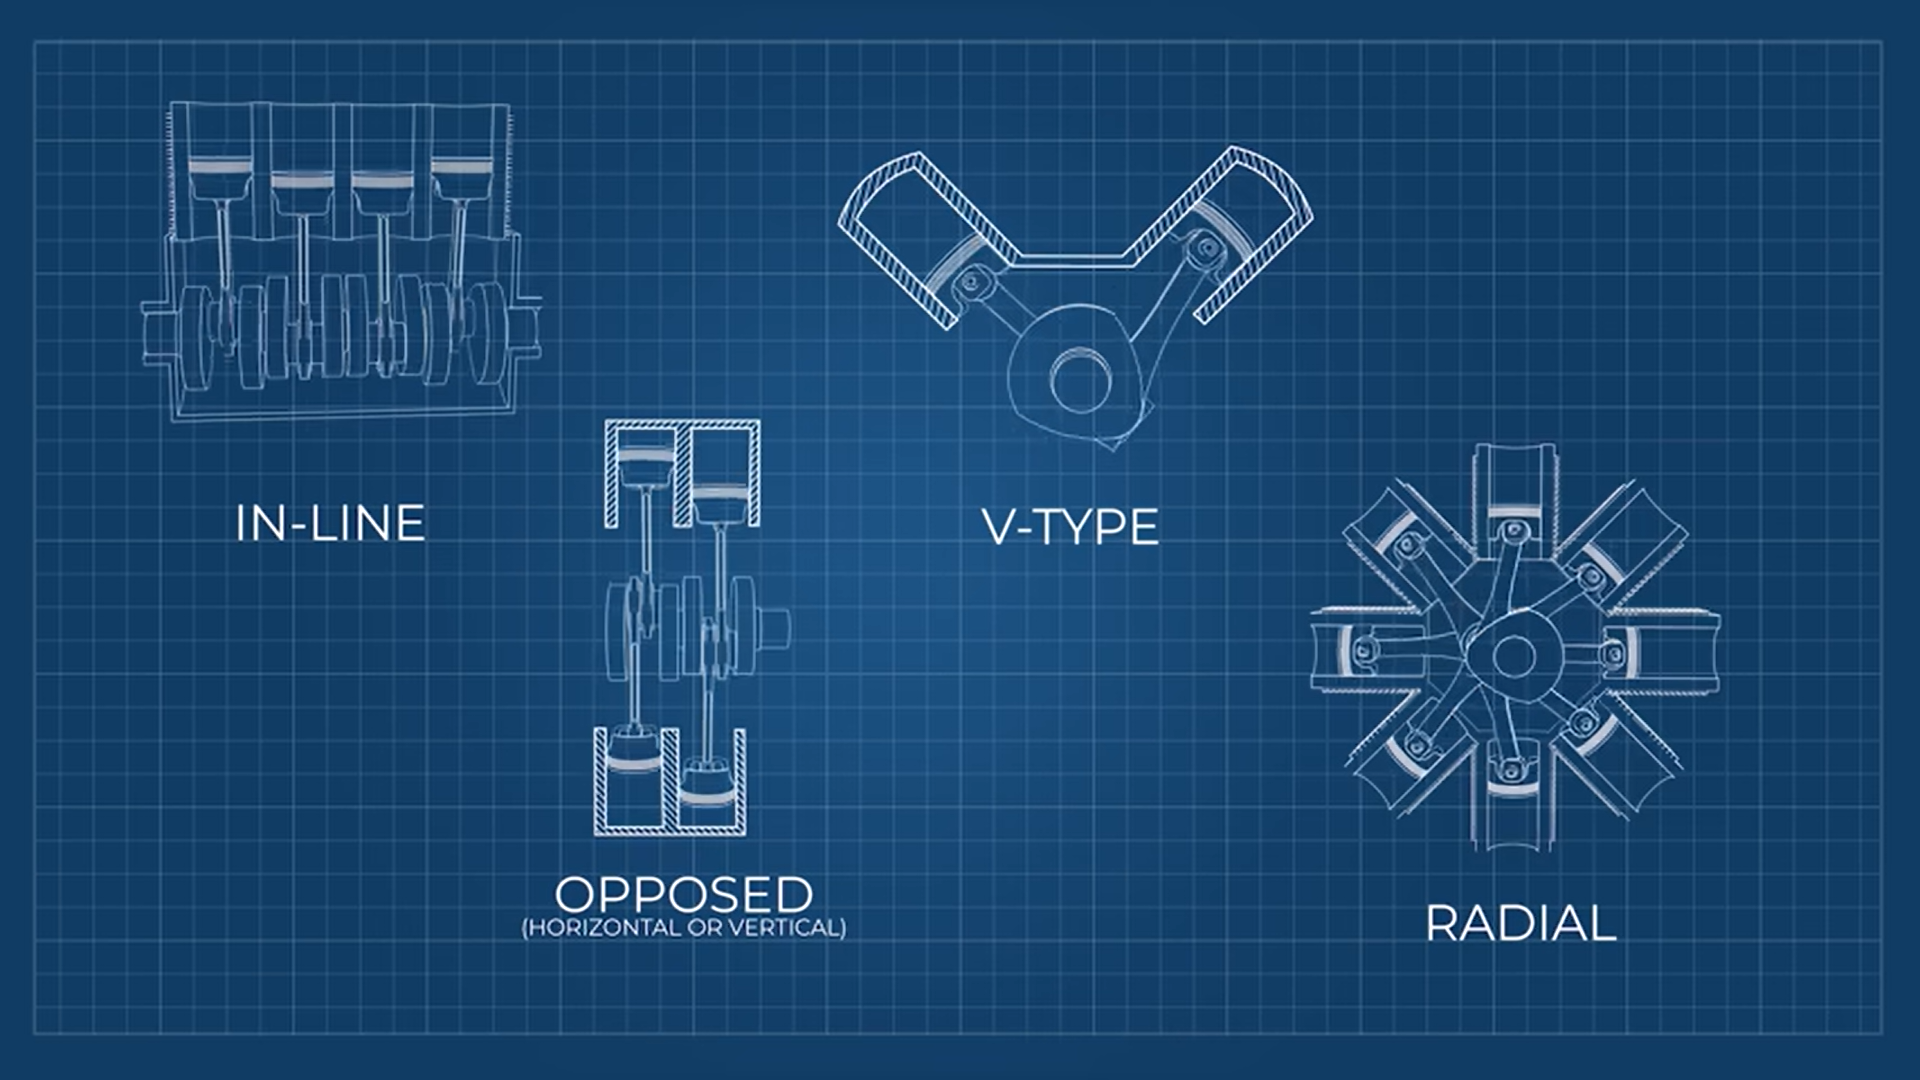 IN-LINE
V-TYPE
OPPOSED
(HORIZONTAL OR VERTICAL)
RADIAL